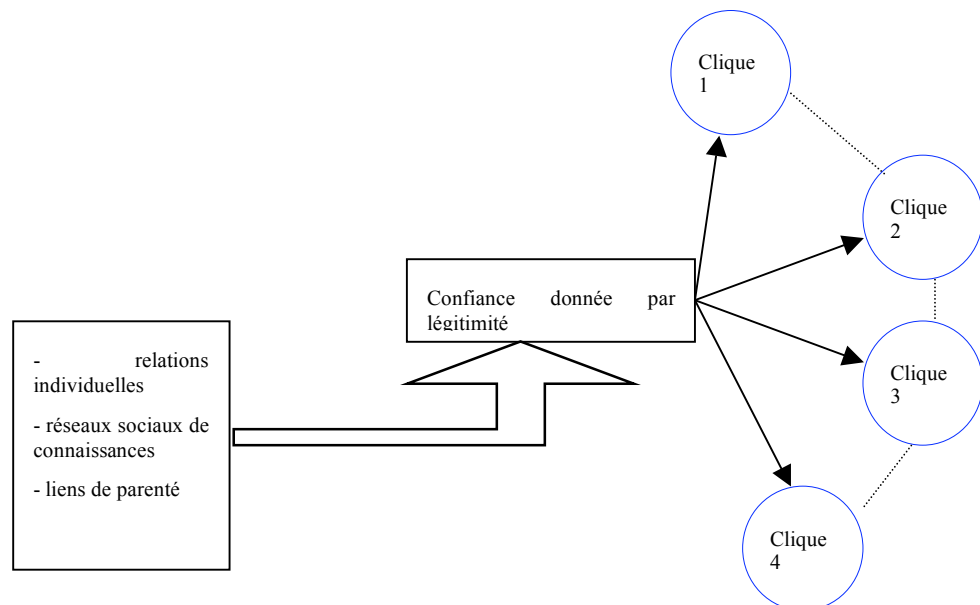 Clique
1
Clique
2
Confiance donnée par
légitimité
- relations
individuelles
- réseaux sociaux de
connaissances
- liens de parenté
Clique
3
Clique
4